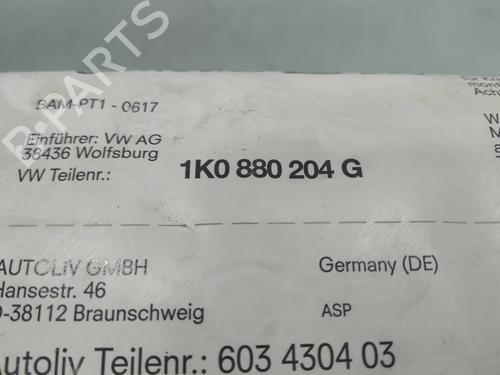 BAM-PT1 - 0617
Einführer: VW AG
38436 Wolfsburg
VW Teilenr.: 1K0 880 204 G
AUTOLIV GMBH Germany (DE)
Hansestr. 46
D-38112 Braunschweig ASP
Autoliv Teilenr.: 603 4304 03
B-PARTS